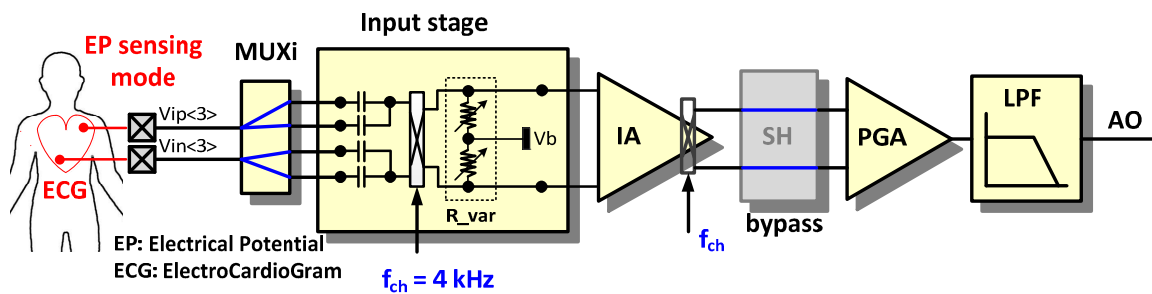 Input stage
EP sensing
mode
MUXi
Vip<3>
Vin<3>
ECG
Vb
R_var
IA
SH
bypass
PGA
LPF
AO
EP: Electrical Potential
ECG: ElectroCardioGram
fch = 4 kHz
fch